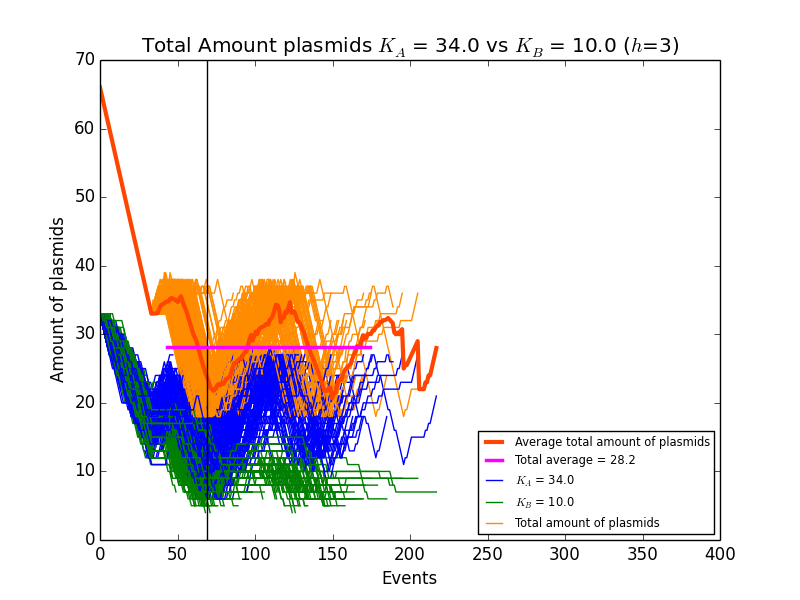 Total Amount plasmids K_A = 34.0 vs K_B = 10.0 (h=3)
70
60
50
40
30
20
10
0
Amount of plasmids
Average total amount of plasmids
Total average = 28.2
K_A = 34.0
K_B = 10.0
Total amount of plasmids
0 50 100 150 200 250 300 350 400
Events